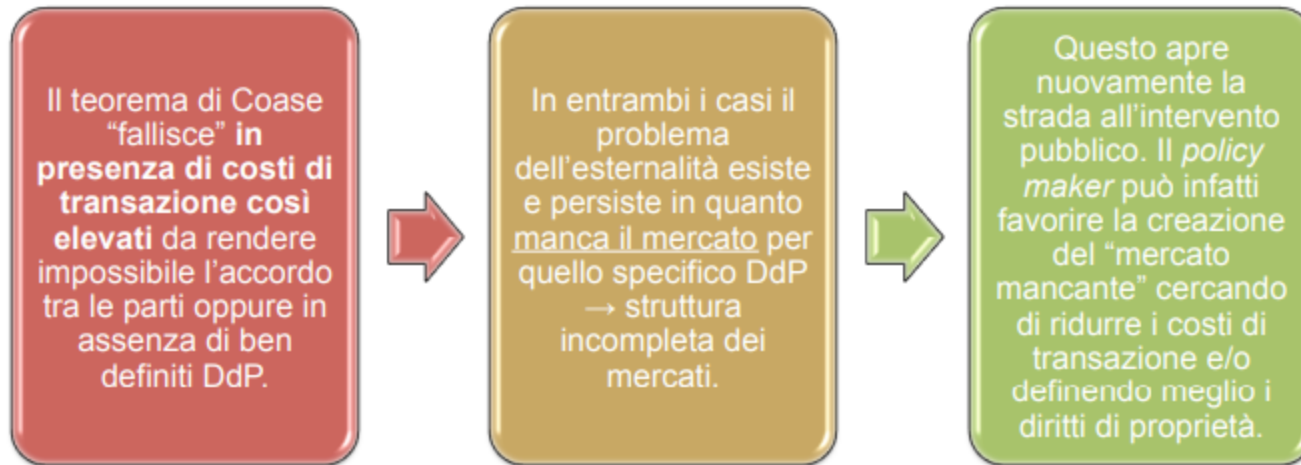 Il teorema di Coase
“fallisce” in
presenza di costi di
transazione così
elevati da rendere
impossibile l’accordo
tra le parti oppure in
assenza di ben
definiti DdP.
In entrambi i casi il
problema
dell’esternalità esiste
e persiste in quanto
manca il mercato per
quello specifico DdP
→ struttura
incompleta dei
mercati.
Questo apre
nuovamente la
strada all’intervento
pubblico. Il policy
maker può infatti
favorire la creazione
del “mercato
mancante” cercando
di ridurre i costi di
transazione e/o
definendo meglio i
diritti di proprietà.